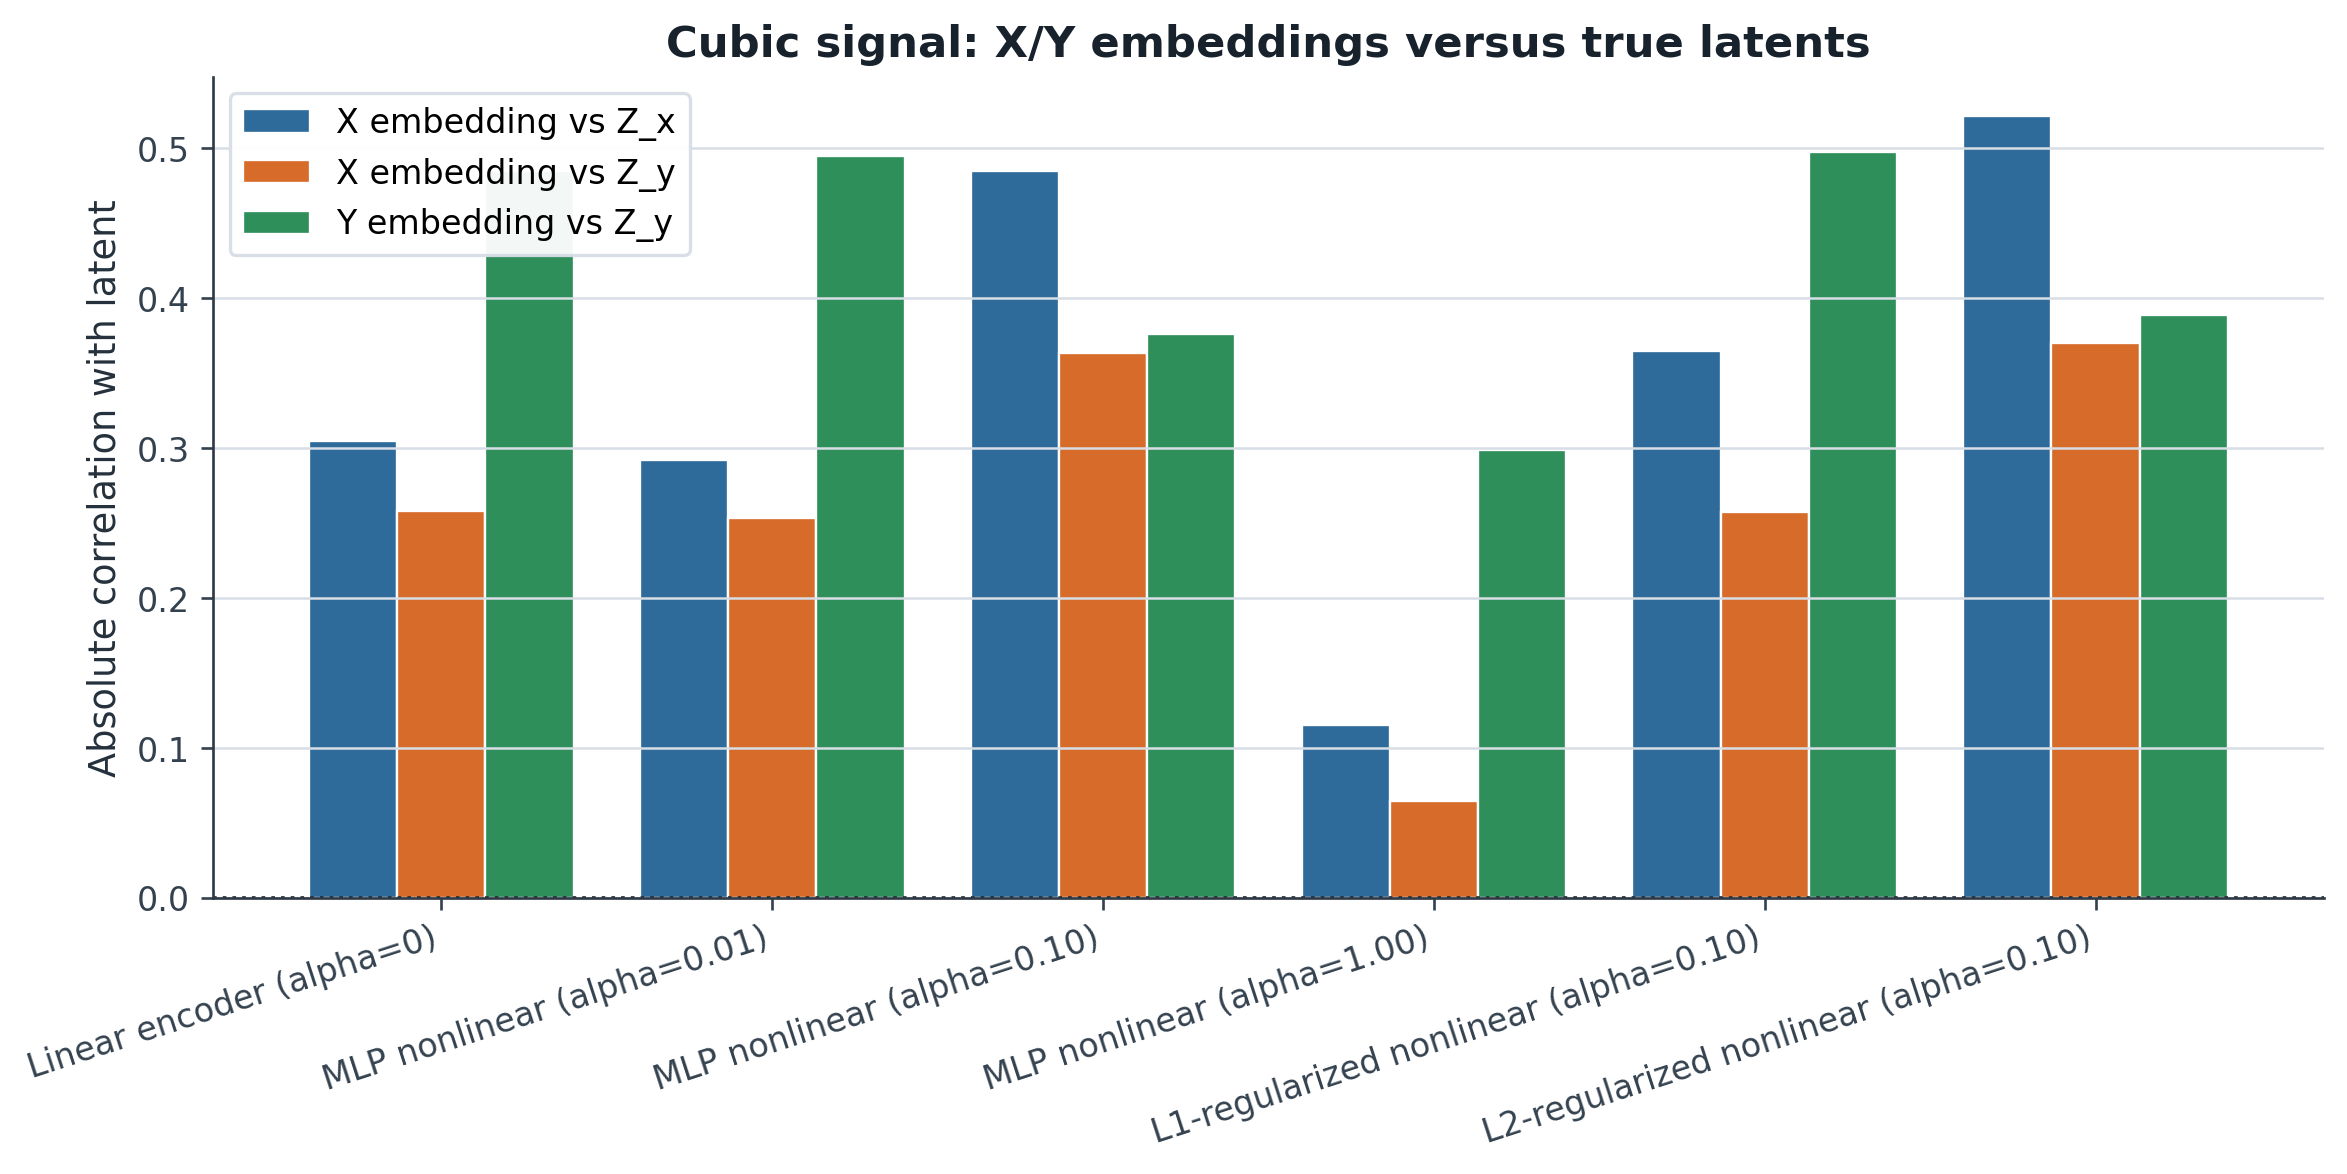 Cubic signal: X/Y embeddings versus true latents
X embedding vs Z_x
X embedding vs Z_y
Y embedding vs Z_y
Absolute correlation with latent
0.5
0.4
0.3
0.2
0.1
0.0
Linear encoder (alpha=0)
MLP nonlinear (alpha=0.01)
MLP nonlinear (alpha=0.10)
MLP nonlinear (alpha=1.00)
L1-regularized nonlinear (alpha=0.10)
L2-regularized nonlinear (alpha=0.10)